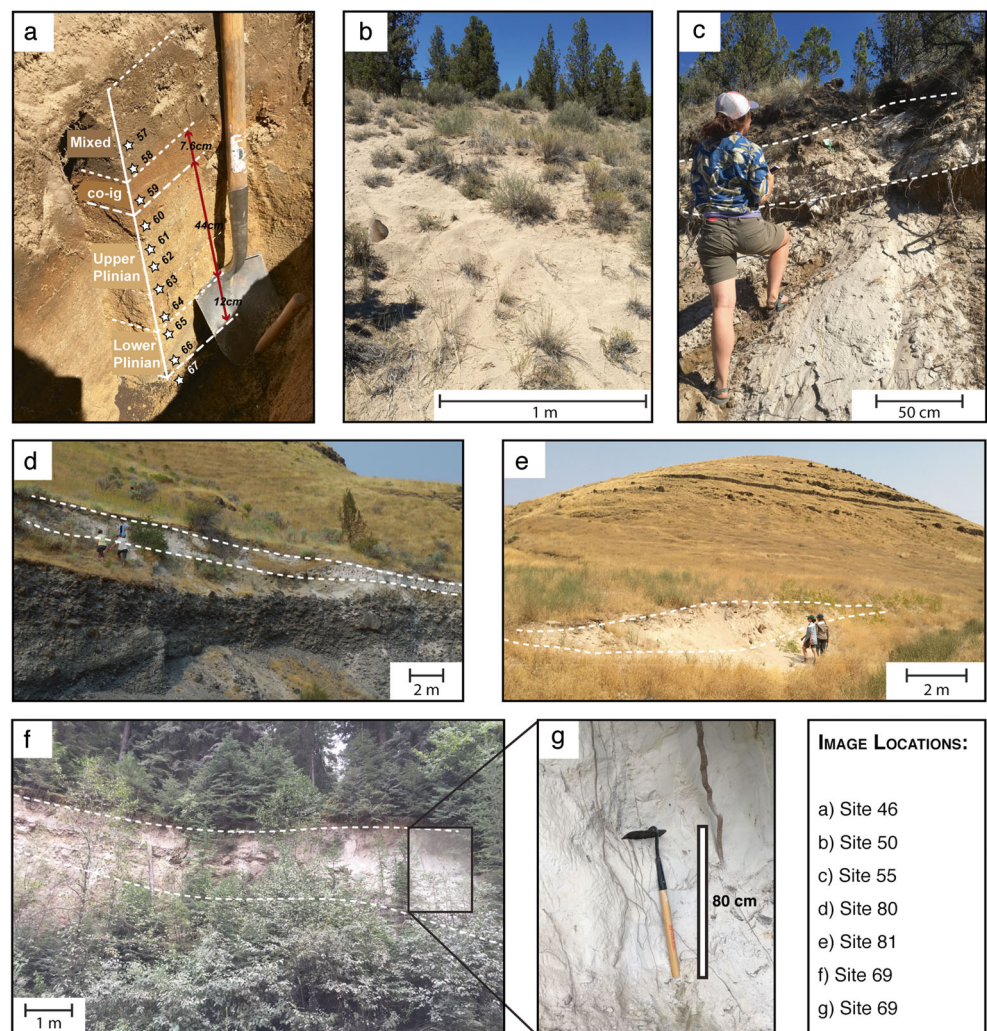 a
Mixed
57
58
7.6cm
co-ig
59
60
Upper
Plinian
61
62
44cm
63
64
12cm
65
Lower
Plinian
66
67
b
1 m
c
50 cm
d
2 m
e
2 m
f
1 m
g
80 cm
IMAGE LOCATIONS:
a) Site 46
b) Site 50
c) Site 55
d) Site 80
e) Site 81
f) Site 69
g) Site 69